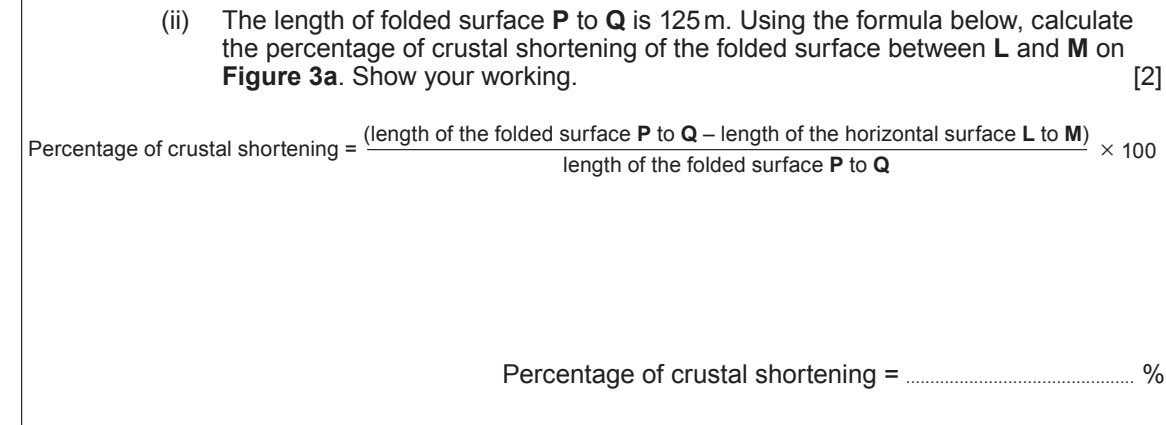 (ii) The length of folded surface P to Q is 125 m. Using the formula below, calculate
the percentage of crustal shortening of the folded surface between L and M on
Figure 3a. Show your working. [2]
Percentage of crustal shortening = (length of the folded surface P to Q – length of the horizontal surface L to M)
length of the folded surface P to Q
× 100
Percentage of crustal shortening = ............................................... %